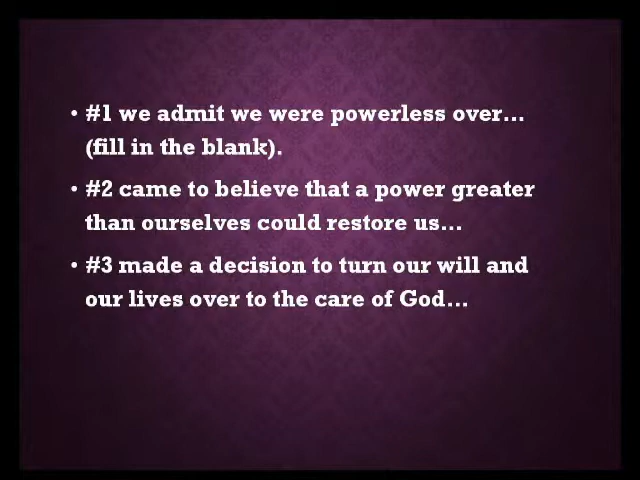 • #1 we admit we were powerless over...
(fill in the blank).
• #2 came to believe that a power greater
than ourselves could restore us...
• #3 made a decision to turn our will and
our lives over to the care of God...